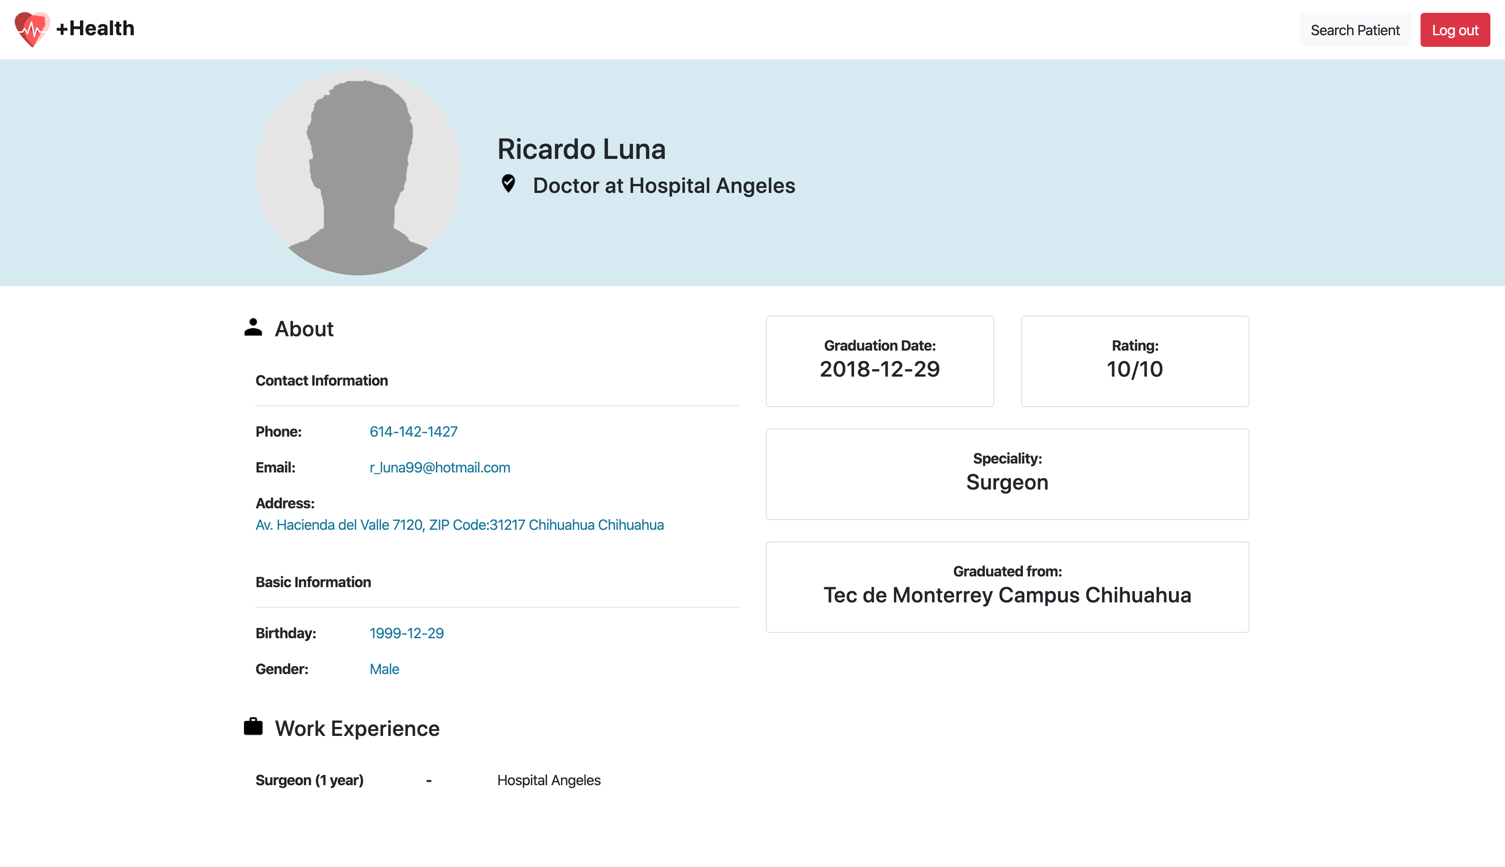 +Health
Search Patient
Log out
Ricardo Luna
Doctor at Hospital Angeles
About
Contact Information
Phone: 614-142-1427
Email: r_luna99@hotmail.com
Address:
Av. Hacienda del Valle 7120, ZIP Code:31217 Chihuahua Chihuahua
Basic Information
Birthday: 1999-12-29
Gender: Male
Work Experience
Surgeon (1 year) - Hospital Angeles
Graduation Date:
2018-12-29
Rating:
10/10
Speciality:
Surgeon
Graduated from:
Tec de Monterrey Campus Chihuahua